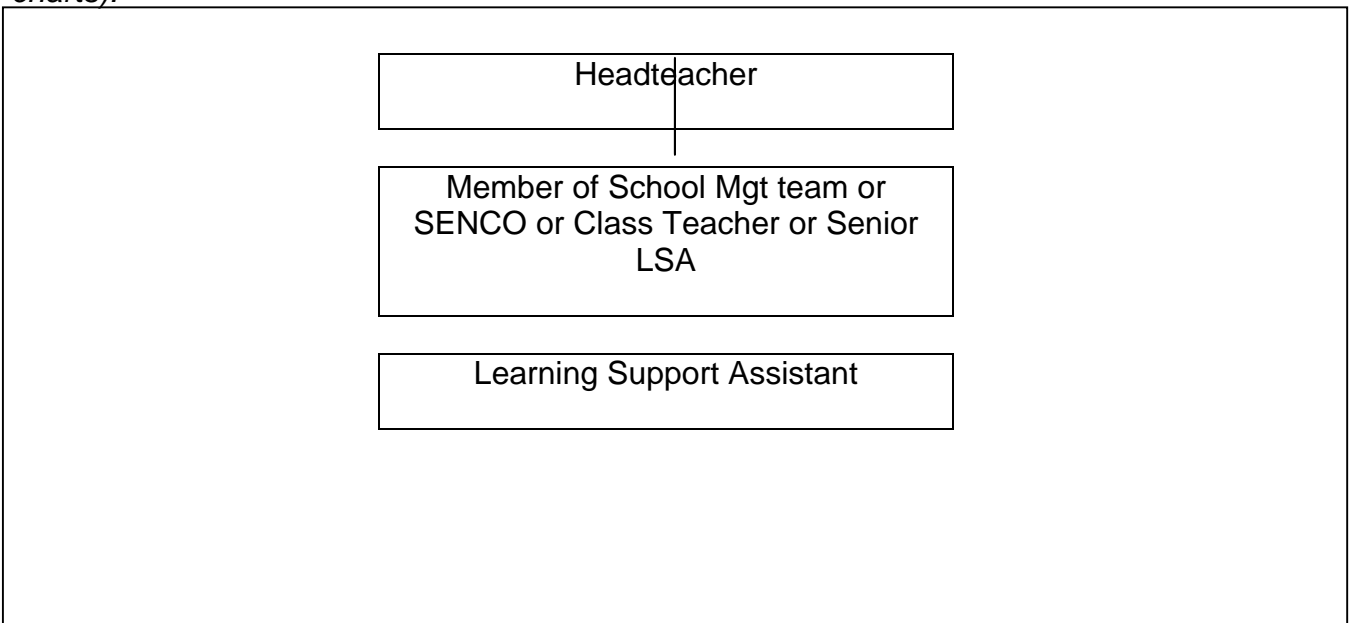 charts).
Headteacher
Member of School Mgt team or
SENCO or Class Teacher or Senior
LSA
Learning Support Assistant